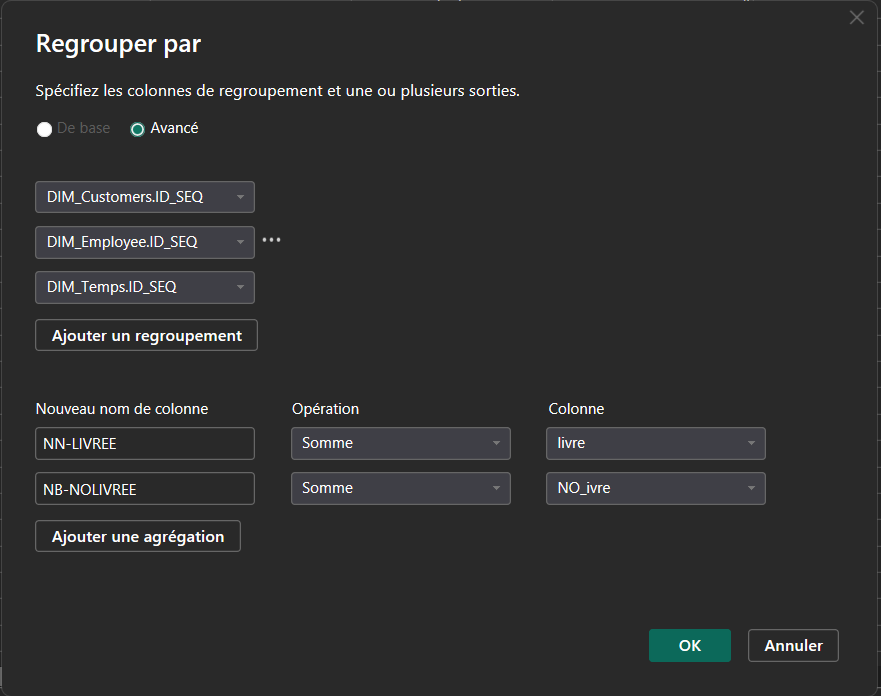 Regrouper par
Spécifiez les colonnes de regroupement et une ou plusieurs sorties.
De base Avancé
DIM_Customers.ID_SEQ
DIM_Employee.ID_SEQ
DIM_Temps.ID_SEQ
Ajouter un regroupement
Nouveau nom de colonne Opération Colonne
NN-LIVREE Somme livre
NB-NOLIVREE Somme NO_ivre
Ajouter une agrégation
OK Annuler